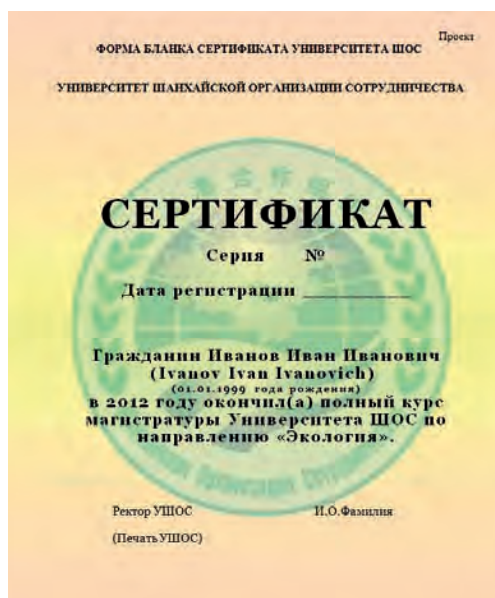 Проект
ФОРМА БЛАНКА СЕРТИФИКАТА УНИВЕРСИТЕТА ШОС
УНИВЕРСИТЕТ ШАНХАЙСКОЙ ОРГАНИЗАЦИИ СОТРУДНИЧЕСТВА
СЕРТИФИКАТ
Серия №
Дата регистрации ___________
Гражданин Иванов Иван Иванович
(Ivanov Ivan Ivanovich)
(01.01.1999 года рождения)
в 2012 году окончил(а) полный курс
магистратуры Университета ШОС по
направлению «Экология».
Ректор УШОС И.О.Фамилия
(Печать УШОС)